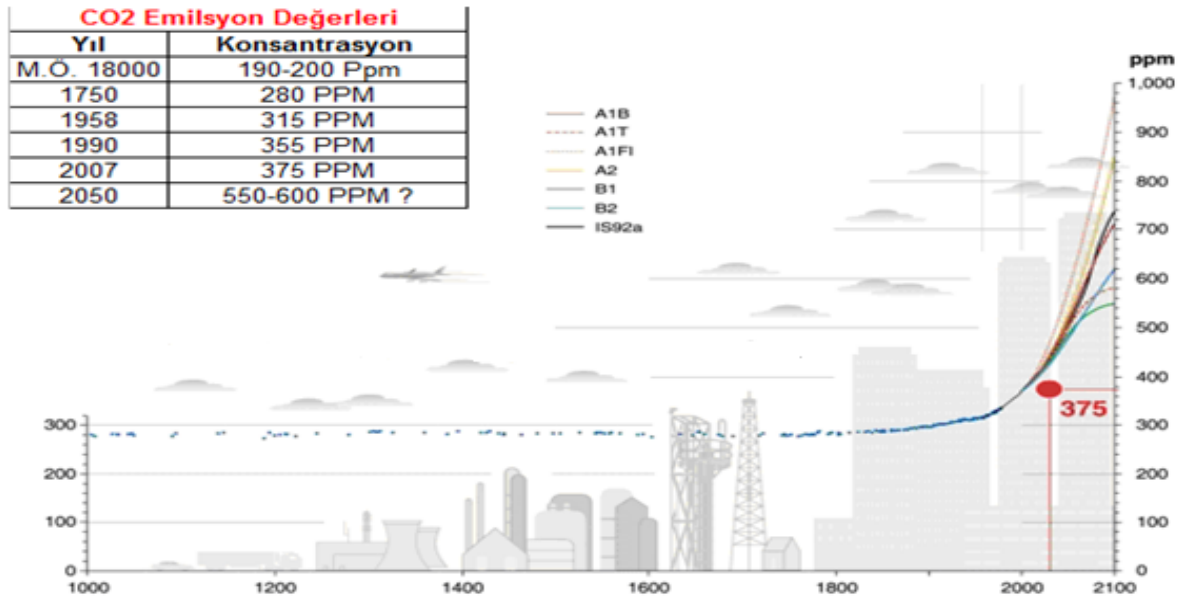 CO2 Emilsyon Değerleri
Yıl Konsantrasyon
M.Ö. 18000 190-200 Ppm
1750 280 PPM
1958 315 PPM
1990 355 PPM
2007 375 PPM
2050 550-600 PPM ?
ppm
1,000
900
800
700
600
500
400
300
200
100
0
A1B
A1T
A1FI
A2
B1
B2
IS92a
375
300
200
100
0
1000 1200 1400 1600 1800 2000 2100